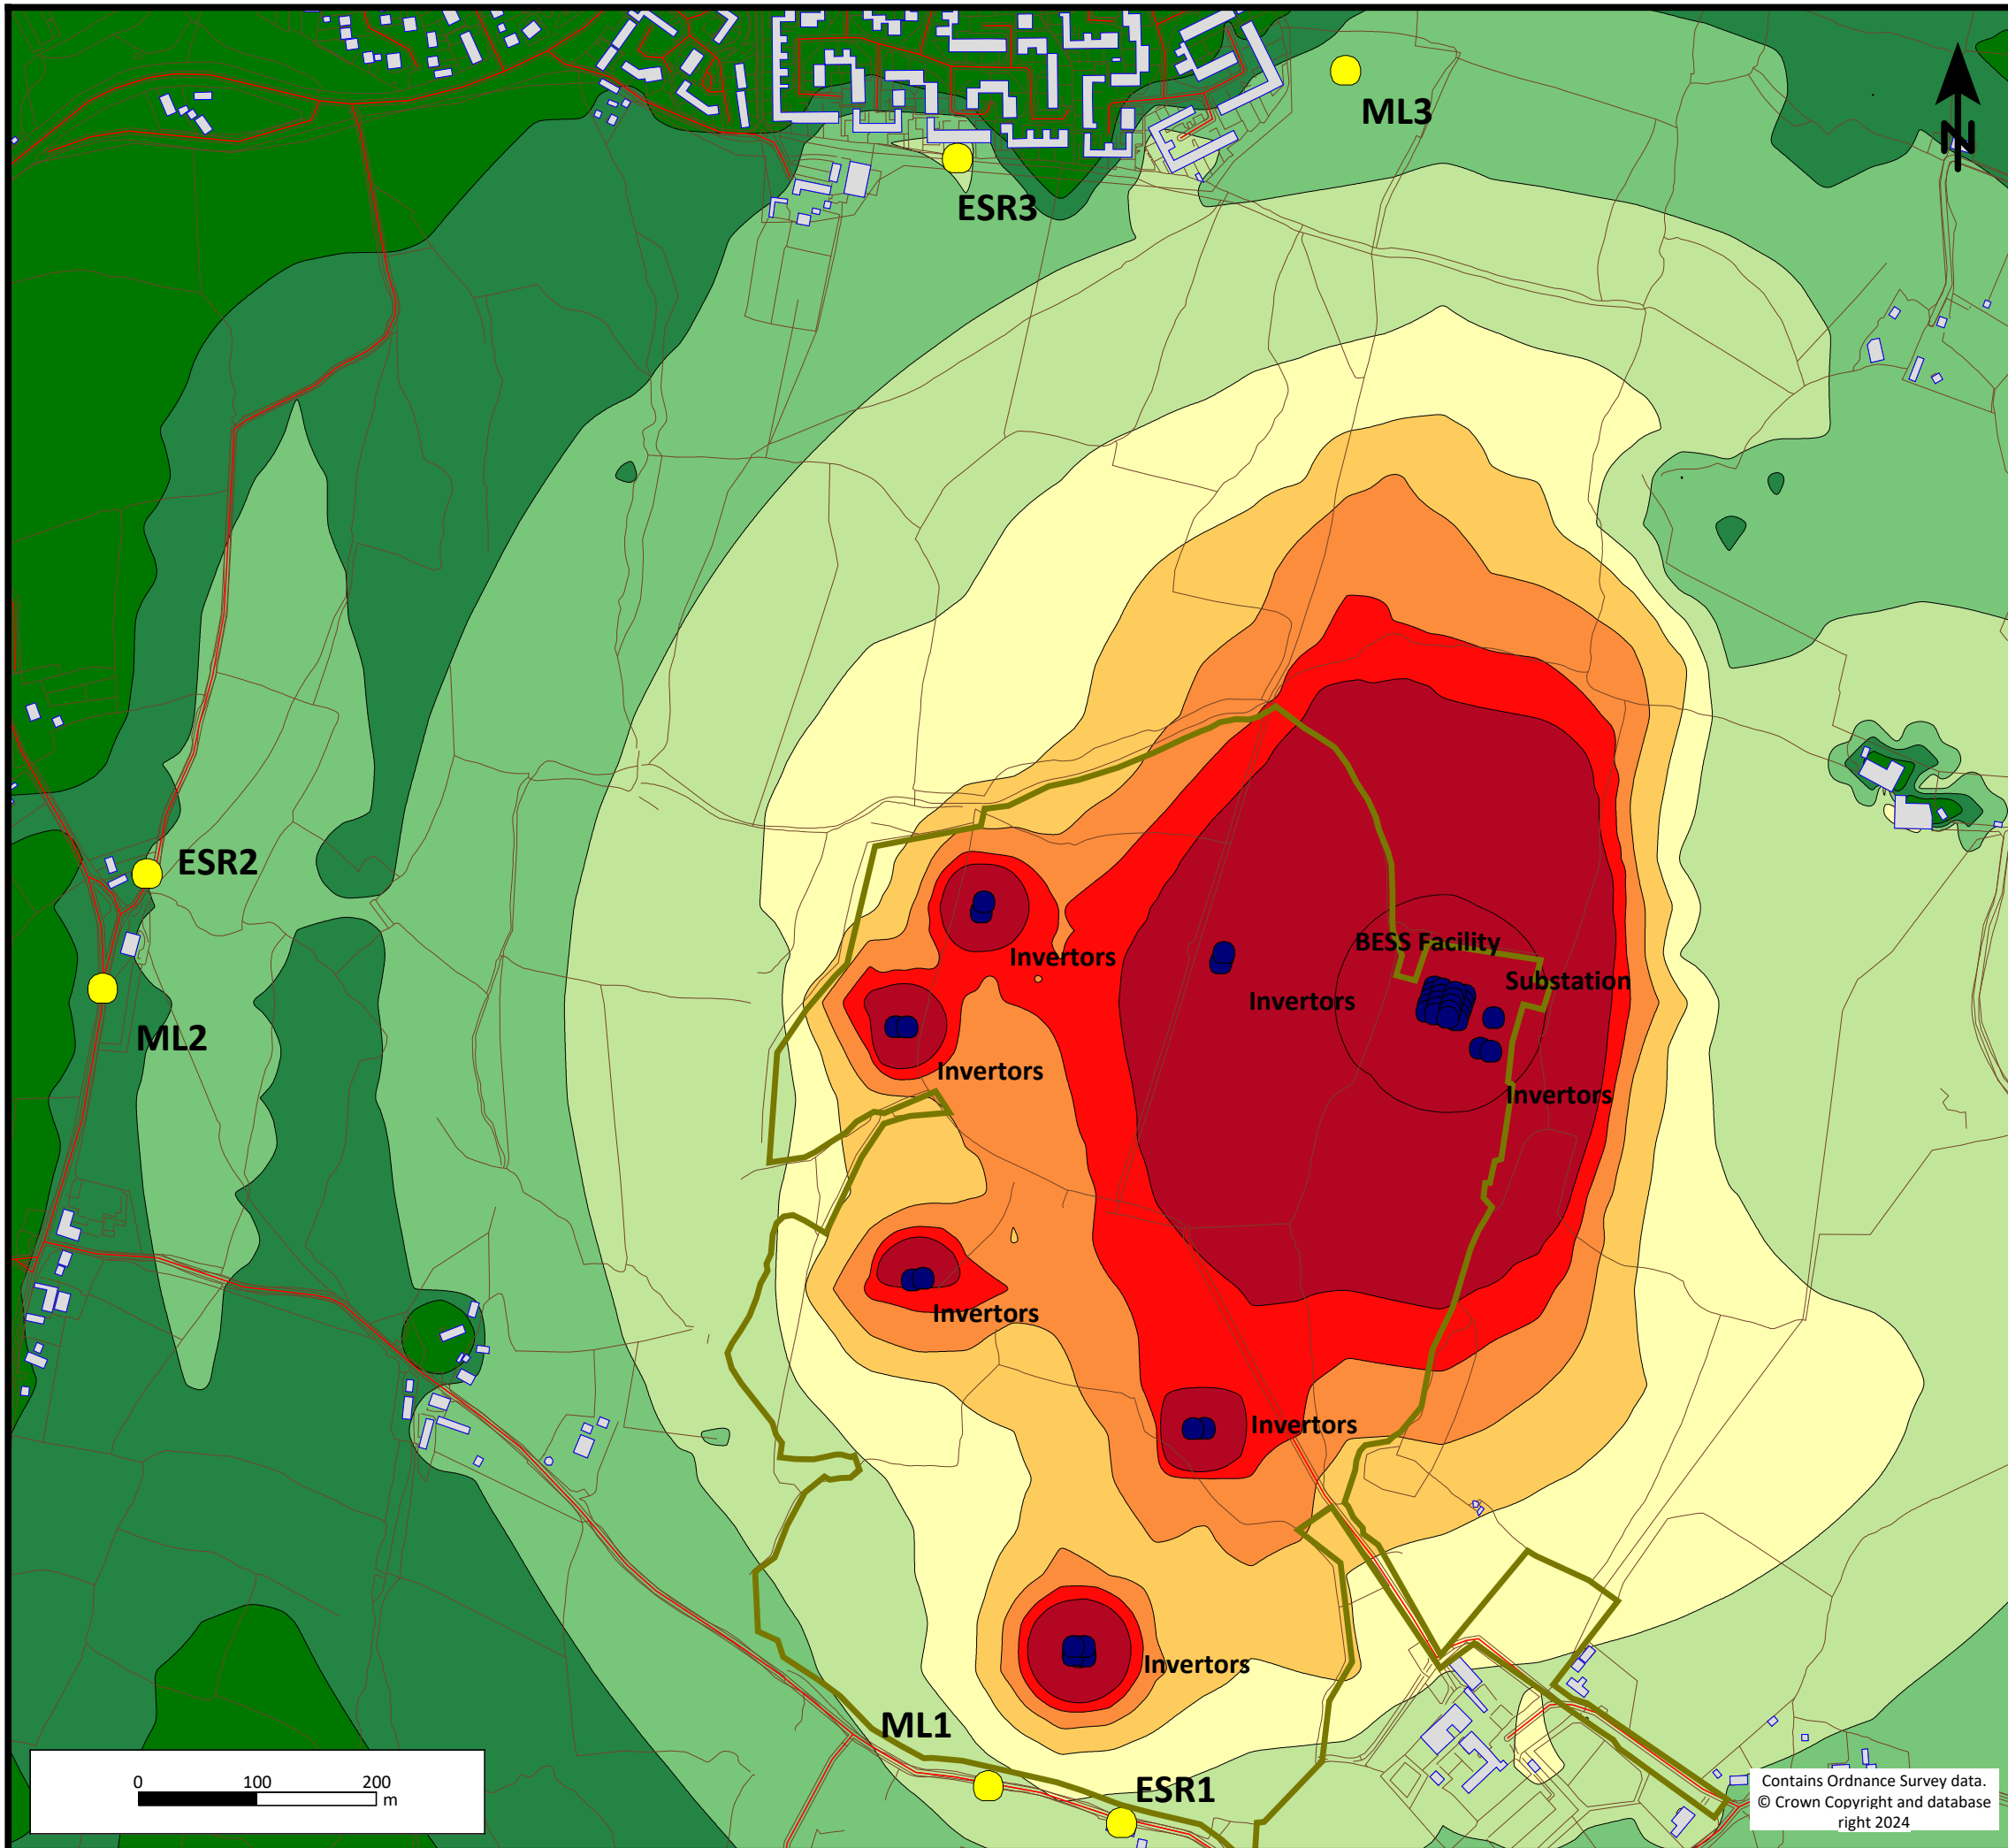 ML3
N
ESR3
ESR2
BESS Facility
Invertors
Substation
Invertors
ML2
Invertors
Invertors
Invertors
Invertors
Invertors
ML1
ESR1
0 100 200
m
Contains Ordnance Survey data.
© Crown Copyright and database
right 2024